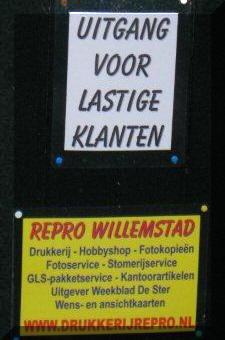 UITGANG
VOOR
LASTIGE
KLANTEN
REPRO WILLEMSTAD
Drukkerij - Hobbyshop - Fotokopieën
Fotoservice - Stomerijservice
GLS-pakketservice - Kantoorartikelen
Uitgever Weekblad De Ster
Wens- en ansichtkaarten
WWW.DRUKKERIJREPRO.NL